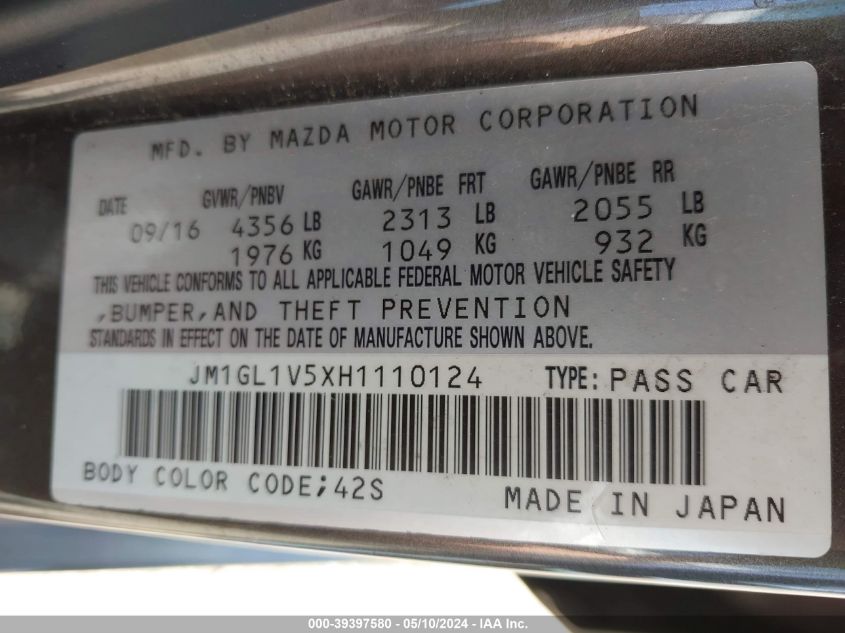 MFD. BY MAZDA MOTOR CORPORATION
DATE GVWR/PNBV GAWR/PNBE FRT GAWR/PNBE RR
09/16 4356 LB 2313 LB 2055 LB
1976 KG 1049 KG 932 KG
THIS VEHICLE CONFORMS TO ALL APPLICABLE FEDERAL MOTOR VEHICLE SAFETY
,BUMPER,AND THEFT PREVENTION
STANDARDS IN EFFECT ON THE DATE OF MANUFACTURE SHOWN ABOVE.
JM1GL1V5XH1110124 TYPE: PASS CAR
BODY COLOR CODE;42S
MADE IN JAPAN
000-39397580 - 05/10/2024 - IAA Inc.